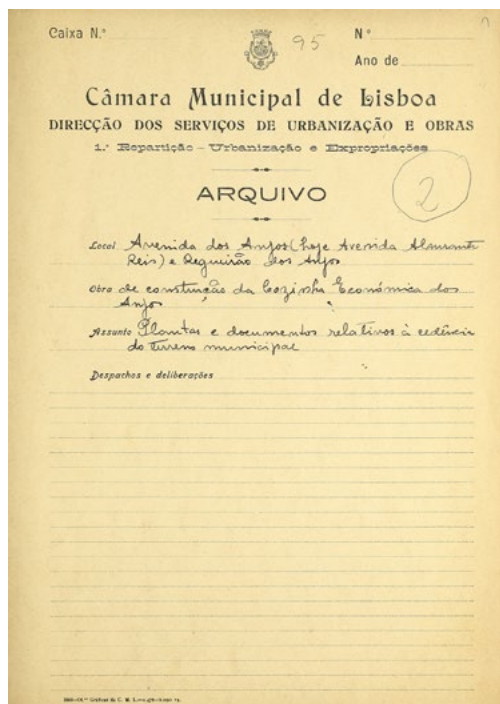 Caixa N.º
95
N.º
Ano de
Câmara Municipal de Lisboa
DIRECÇÃO DOS SERVIÇOS DE URBANIZAÇÃO E OBRAS
1.ª Repartição – Urbanização e Expropriações
ARQUIVO
2
Local Avenida dos Anjos (hoje Avenida Almirante
Reis) e Regueirão dos Anjos
Obra de construção da Cozinha Económica dos
Anjos
Assunto Plantas e documentos relativos à cedência
do terreno municipal
Despachos e deliberações